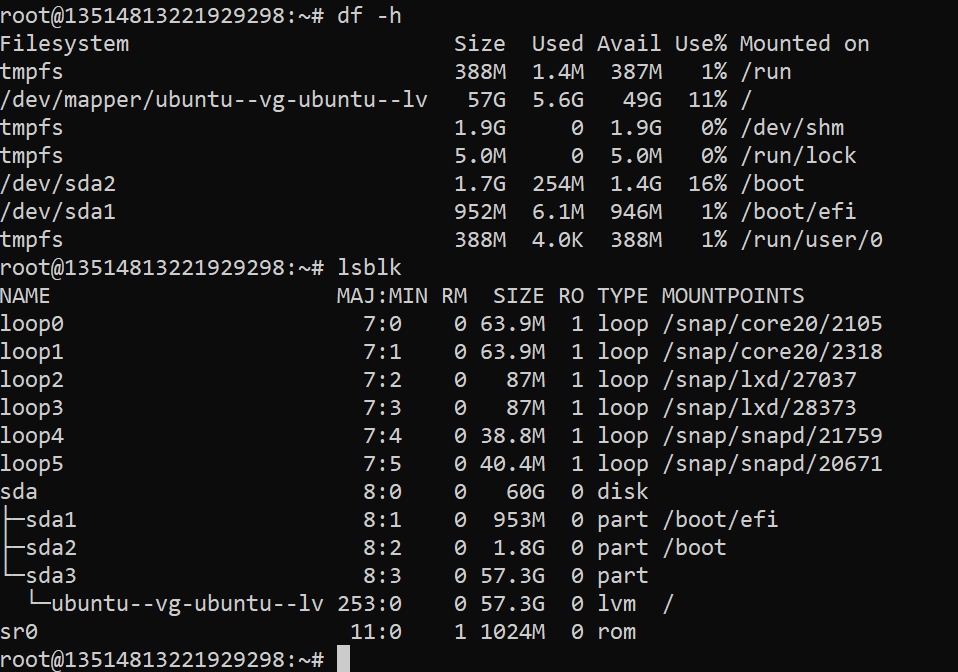 root@13514813221929298:~# df -h
Filesystem                         Size  Used Avail Use% Mounted on
tmpfs                              388M  1.4M  387M   1% /run
/dev/mapper/ubuntu--vg-ubuntu--lv   57G  5.6G   49G  11% /
tmpfs                              1.9G     0  1.9G   0% /dev/shm
tmpfs                              5.0M     0  5.0M   0% /run/lock
/dev/sda2                          1.7G  254M  1.4G  16% /boot
/dev/sda1                          952M  6.1M  946M   1% /boot/efi
tmpfs                              388M  4.0K  388M   1% /run/user/0
root@13514813221929298:~# lsblk
NAME                      MAJ:MIN RM  SIZE RO TYPE MOUNTPOINTS
loop0                       7:0    0 63.9M  1 loop /snap/core20/2105
loop1                       7:1    0 63.9M  1 loop /snap/core20/2318
loop2                       7:2    0   87M  1 loop /snap/lxd/27037
loop3                       7:3    0   87M  1 loop /snap/lxd/28373
loop4                       7:4    0 38.8M  1 loop /snap/snapd/21759
loop5                       7:5    0 40.4M  1 loop /snap/snapd/20671
sda                         8:0    0   60G  0 disk
├─sda1                      8:1    0  953M  0 part /boot/efi
├─sda2                      8:2    0  1.8G  0 part /boot
└─sda3                      8:3    0 57.3G  0 part
  └─ubuntu--vg-ubuntu--lv 253:0    0 57.3G  0 lvm  /
sr0                        11:0    1 1024M  0 rom
root@13514813221929298:~#